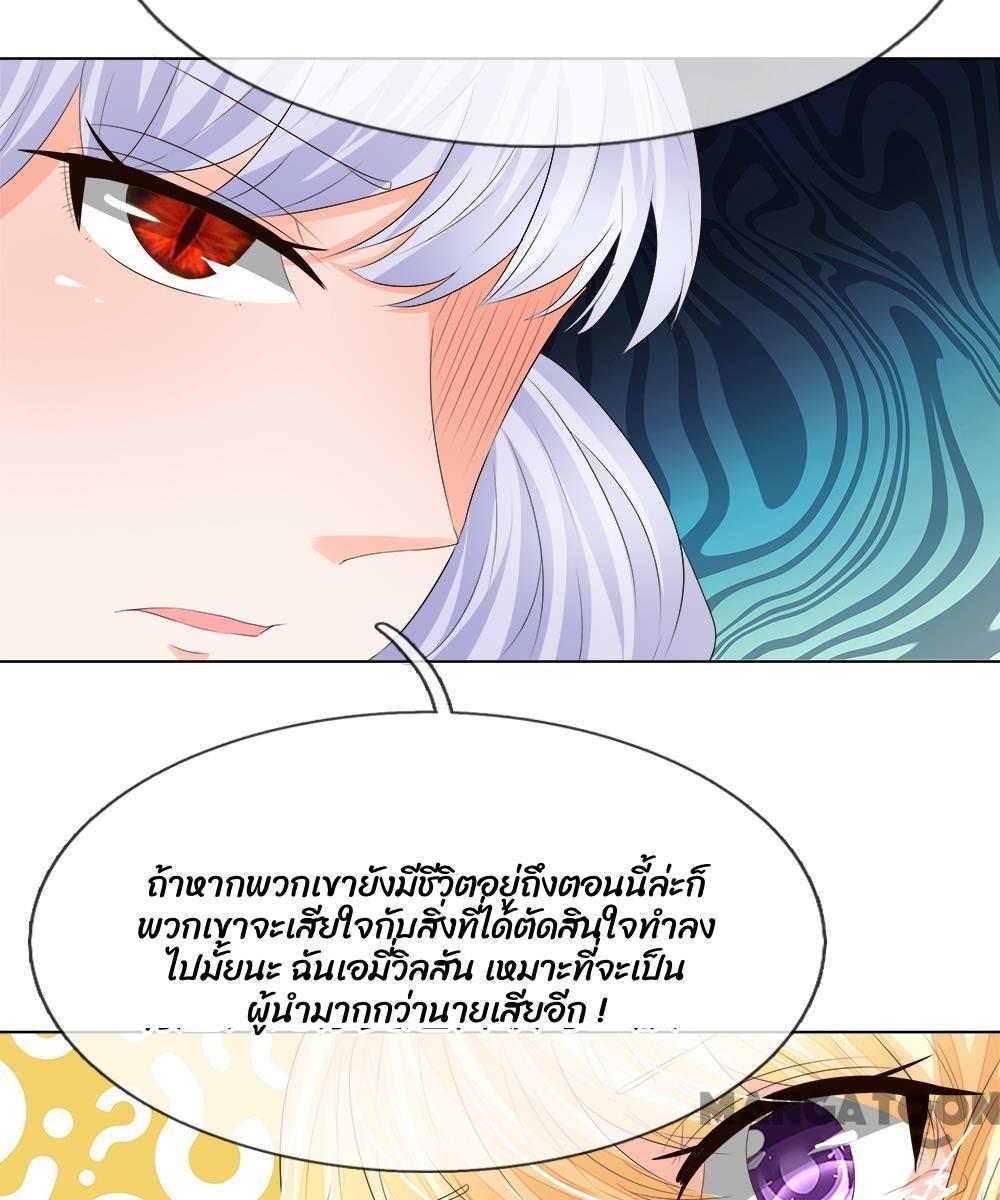 ถ้าหากพวกเขายังมีชีวิตอยู่ถึงตอนนี้ล่ะก็
พวกเขาจะเสียใจกับสิ่งที่ได้ตัดสินใจทำลง
ไปมั้ยนะ ฉันเอมี่วิลสัน เหมาะที่จะเป็น
ผู้นำมากกว่านายเสียอีก !
MANGATOON